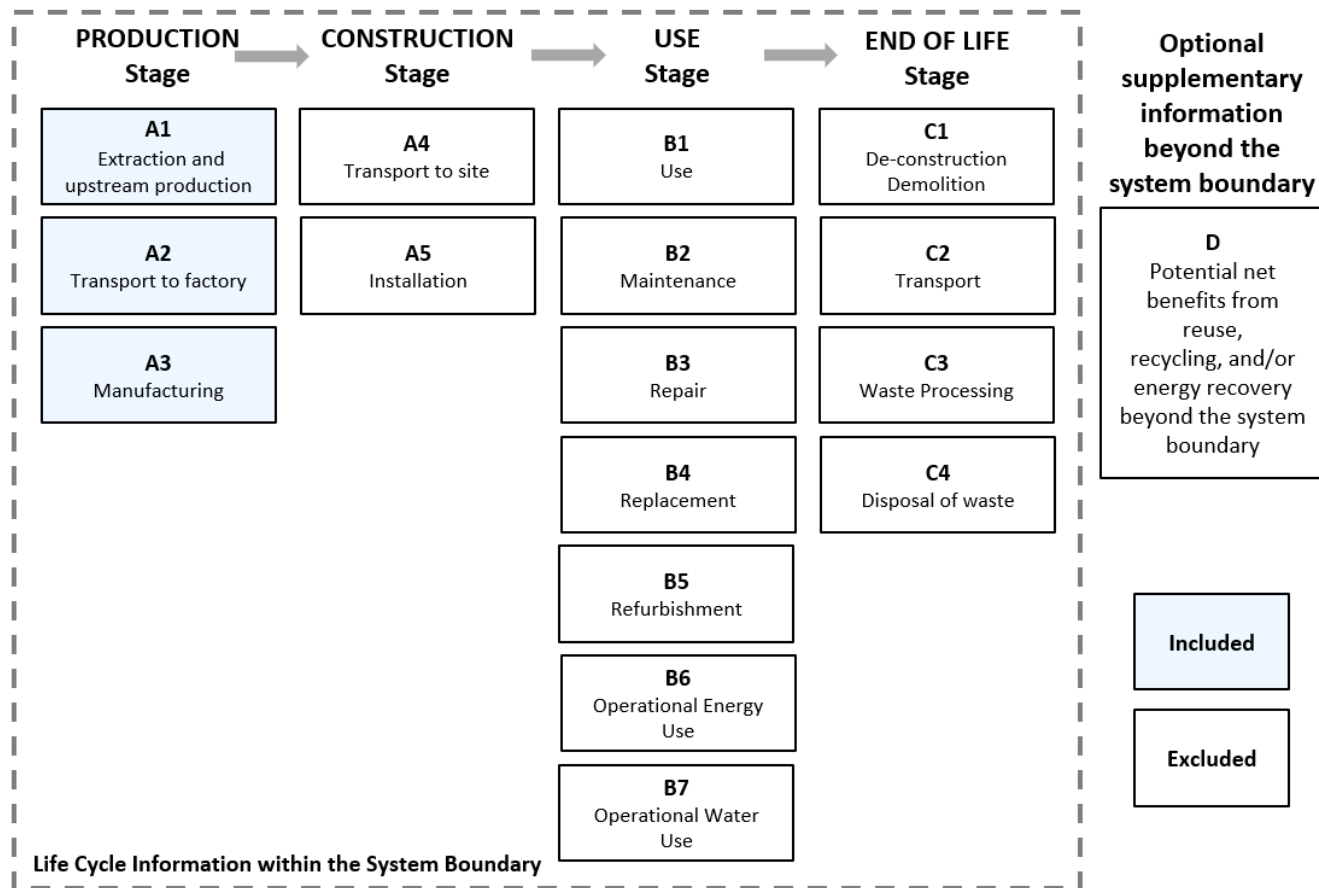 PRODUCTION
Stage
CONSTRUCTION
Stage
USE
Stage
END OF LIFE
Stage
A1
Extraction and
upstream production
A2
Transport to factory
A3
Manufacturing
A4
Transport to site
A5
Installation
B1
Use
B2
Maintenance
B3
Repair
B4
Replacement
B5
Refurbishment
B6
Operational Energy
Use
B7
Operational Water
Use
C1
De-construction
Demolition
C2
Transport
C3
Waste Processing
C4
Disposal of waste
Life Cycle Information within the System Boundary
Optional
supplementary
information
beyond the
system boundary
D
Potential net
benefits from
reuse,
recycling, and/or
energy recovery
beyond the system
boundary
Included
Excluded